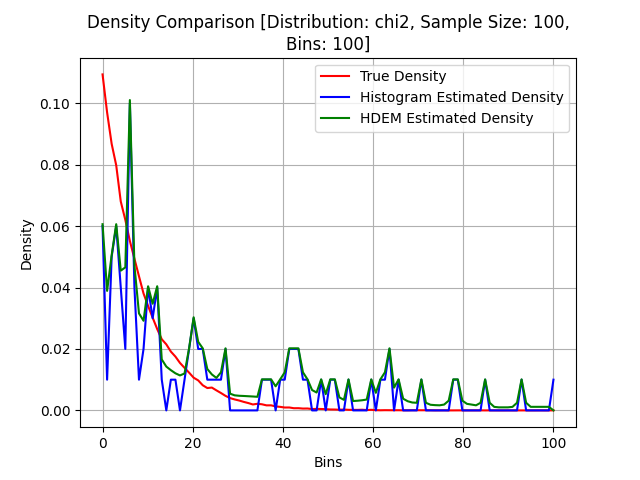 Density Comparison [Distribution: chi2, Sample Size: 100,
Bins: 100]
True Density
Histogram Estimated Density
HDEM Estimated Density
Density
0.10
0.08
0.06
0.04
0.02
0.00
0
20
40
60
80
100
Bins